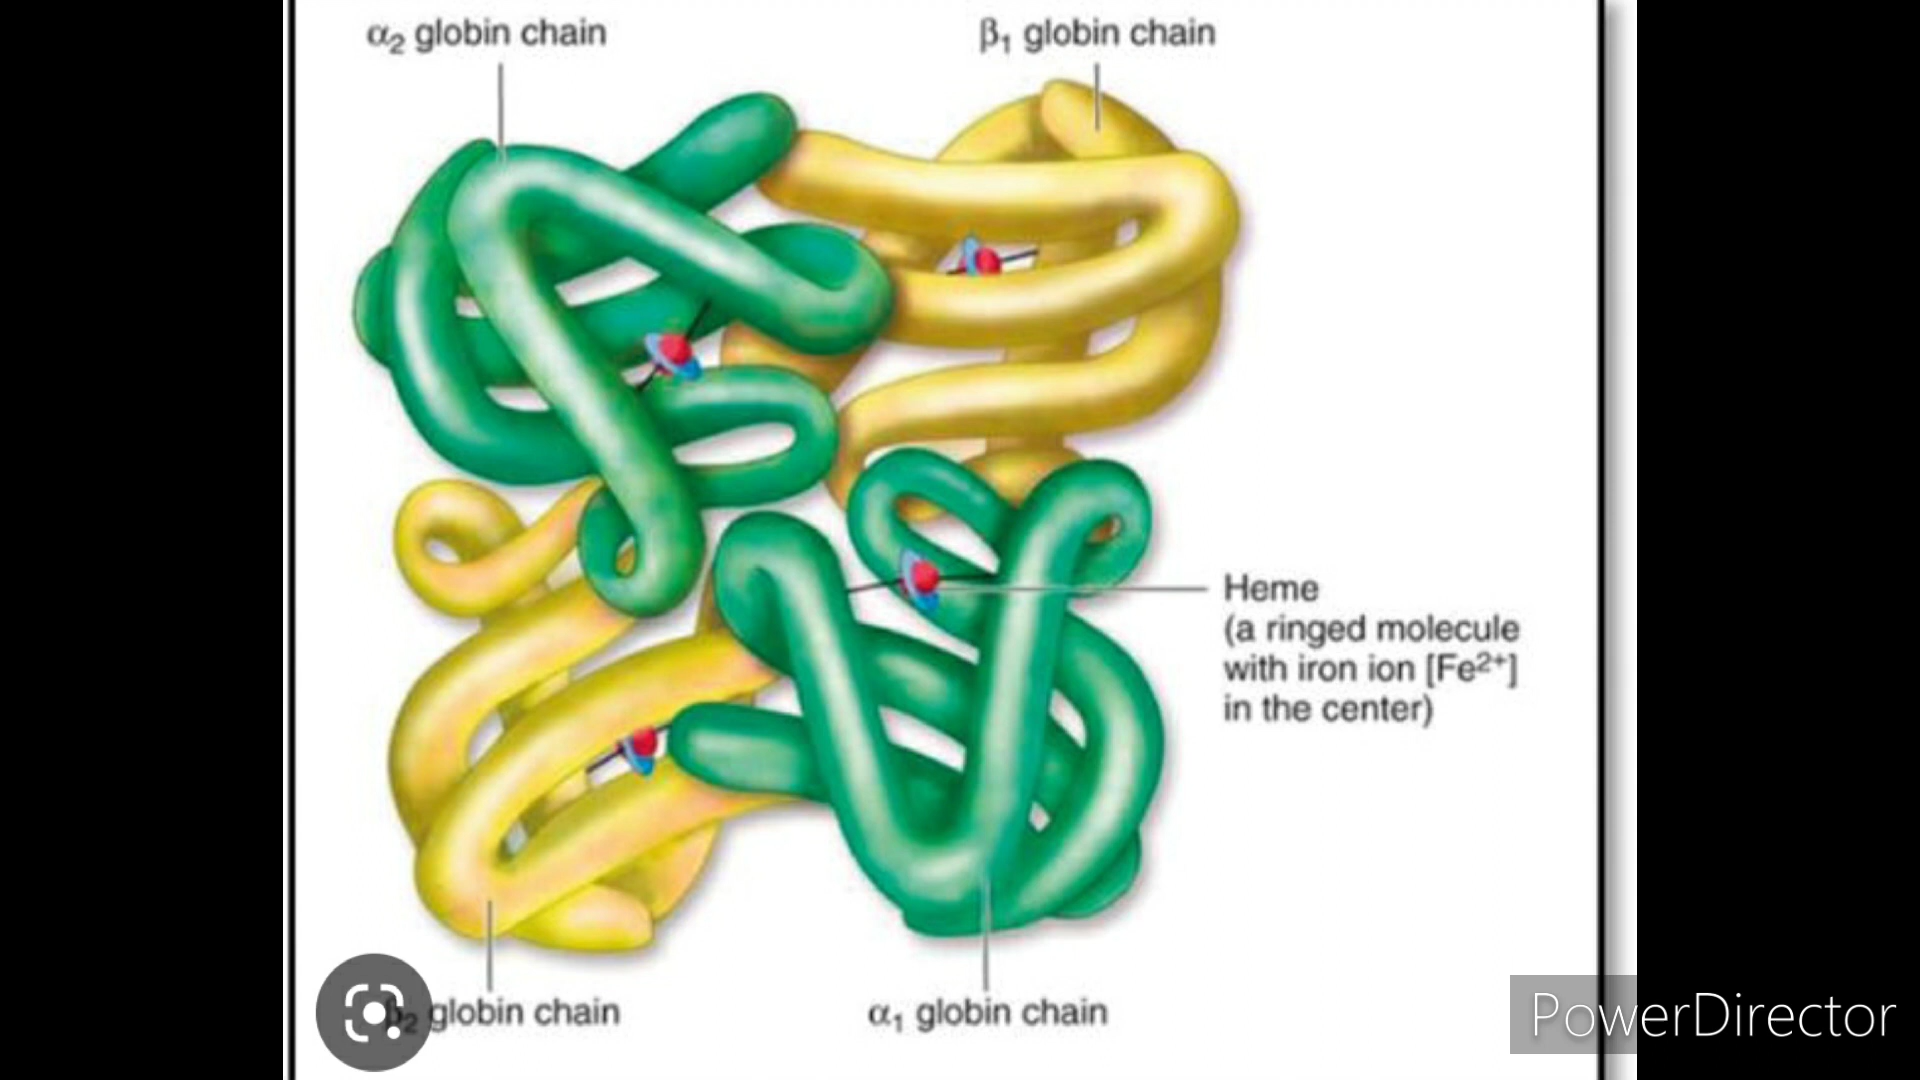 α₂ globin chain
β₁ globin chain
Heme
(a ringed molecule
with iron ion [Fe²⁺]
in the center)
β₂ globin chain
α₁ globin chain
PowerDirector